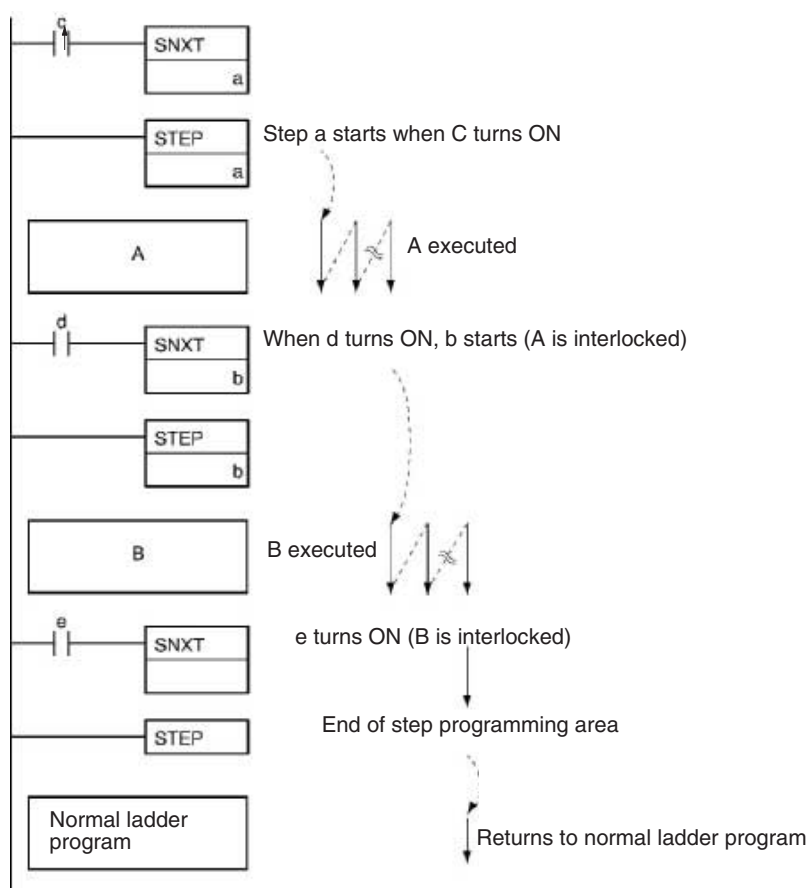 c
SNXT
a
STEP
a
Step a starts when C turns ON
A
A executed
d
SNXT
b
When d turns ON, b starts (A is interlocked)
STEP
b
B
B executed
e
SNXT
e turns ON (B is interlocked)
End of step programming area
STEP
Normal ladder
program
Returns to normal ladder program